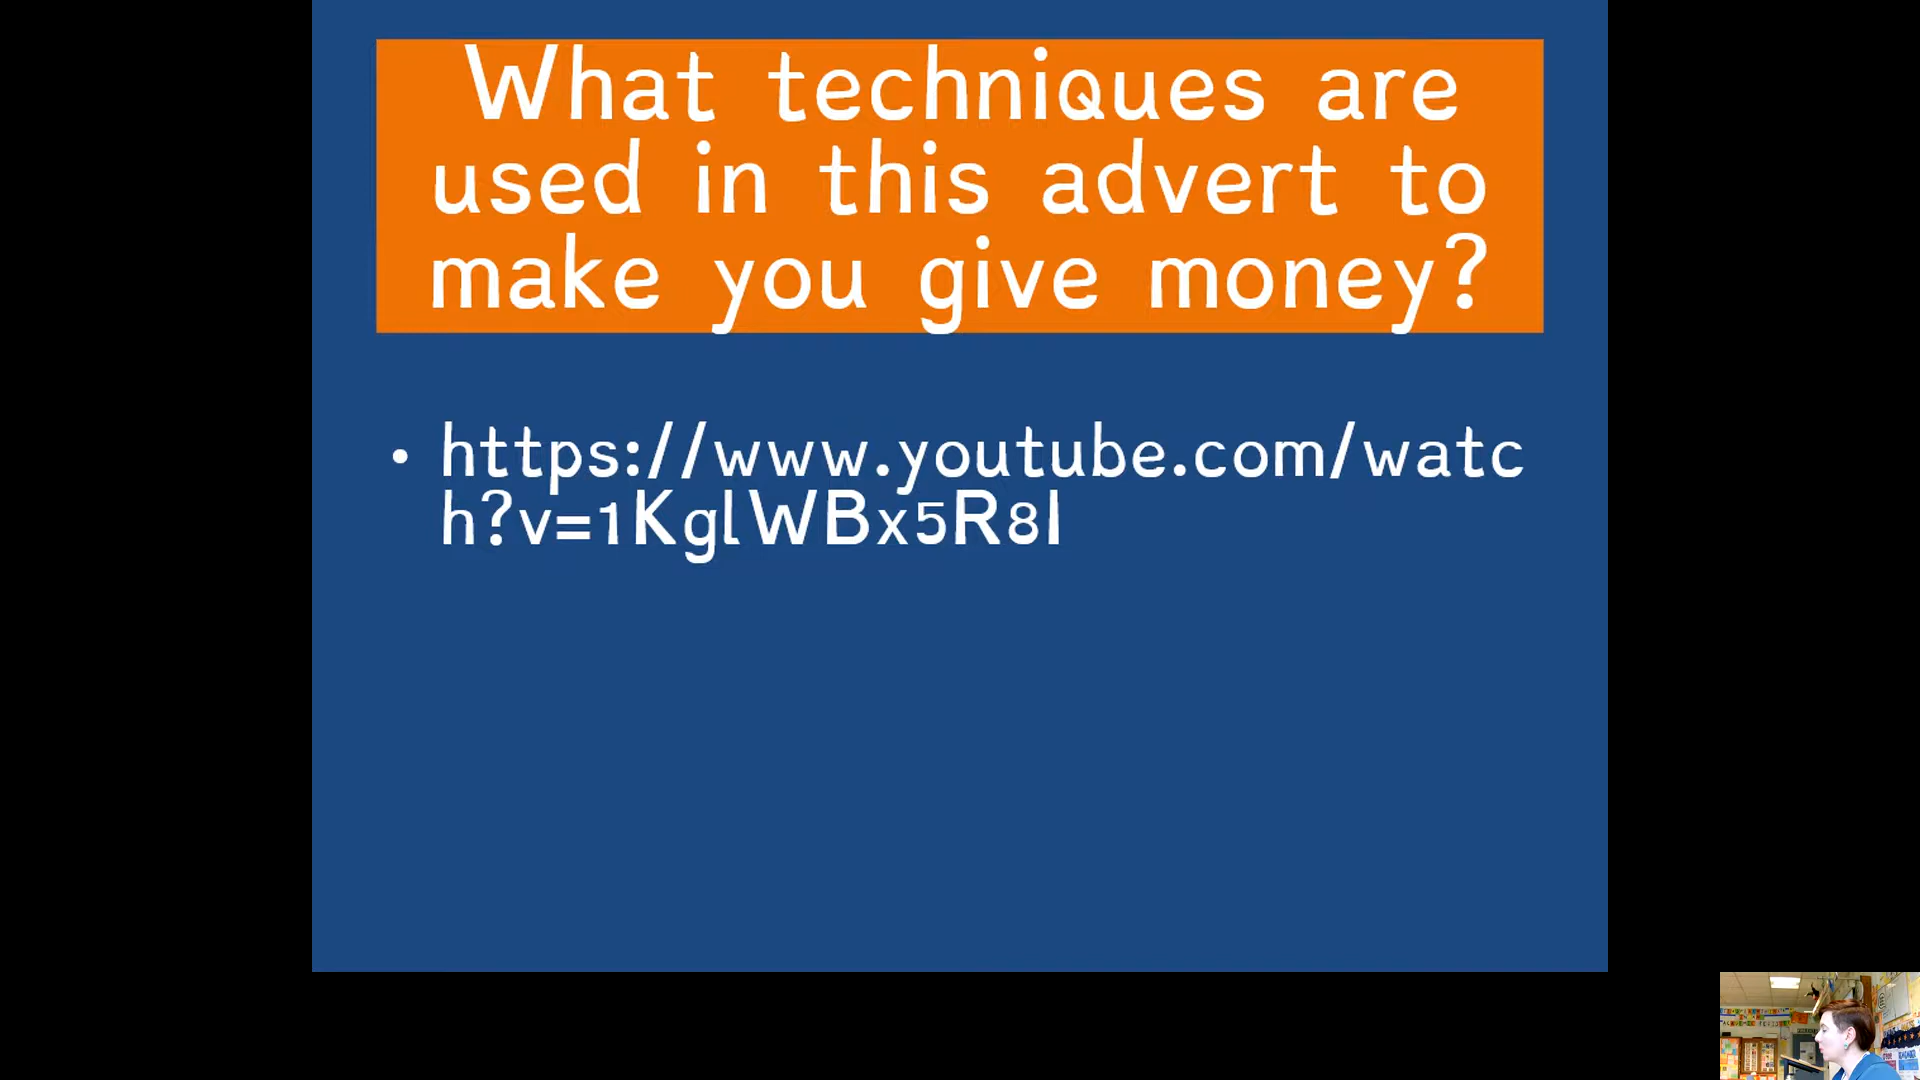 What techniques are
used in this advert to
make you give money?
• https://www.youtube.com/watc
h?v=1KglWBx5R8I